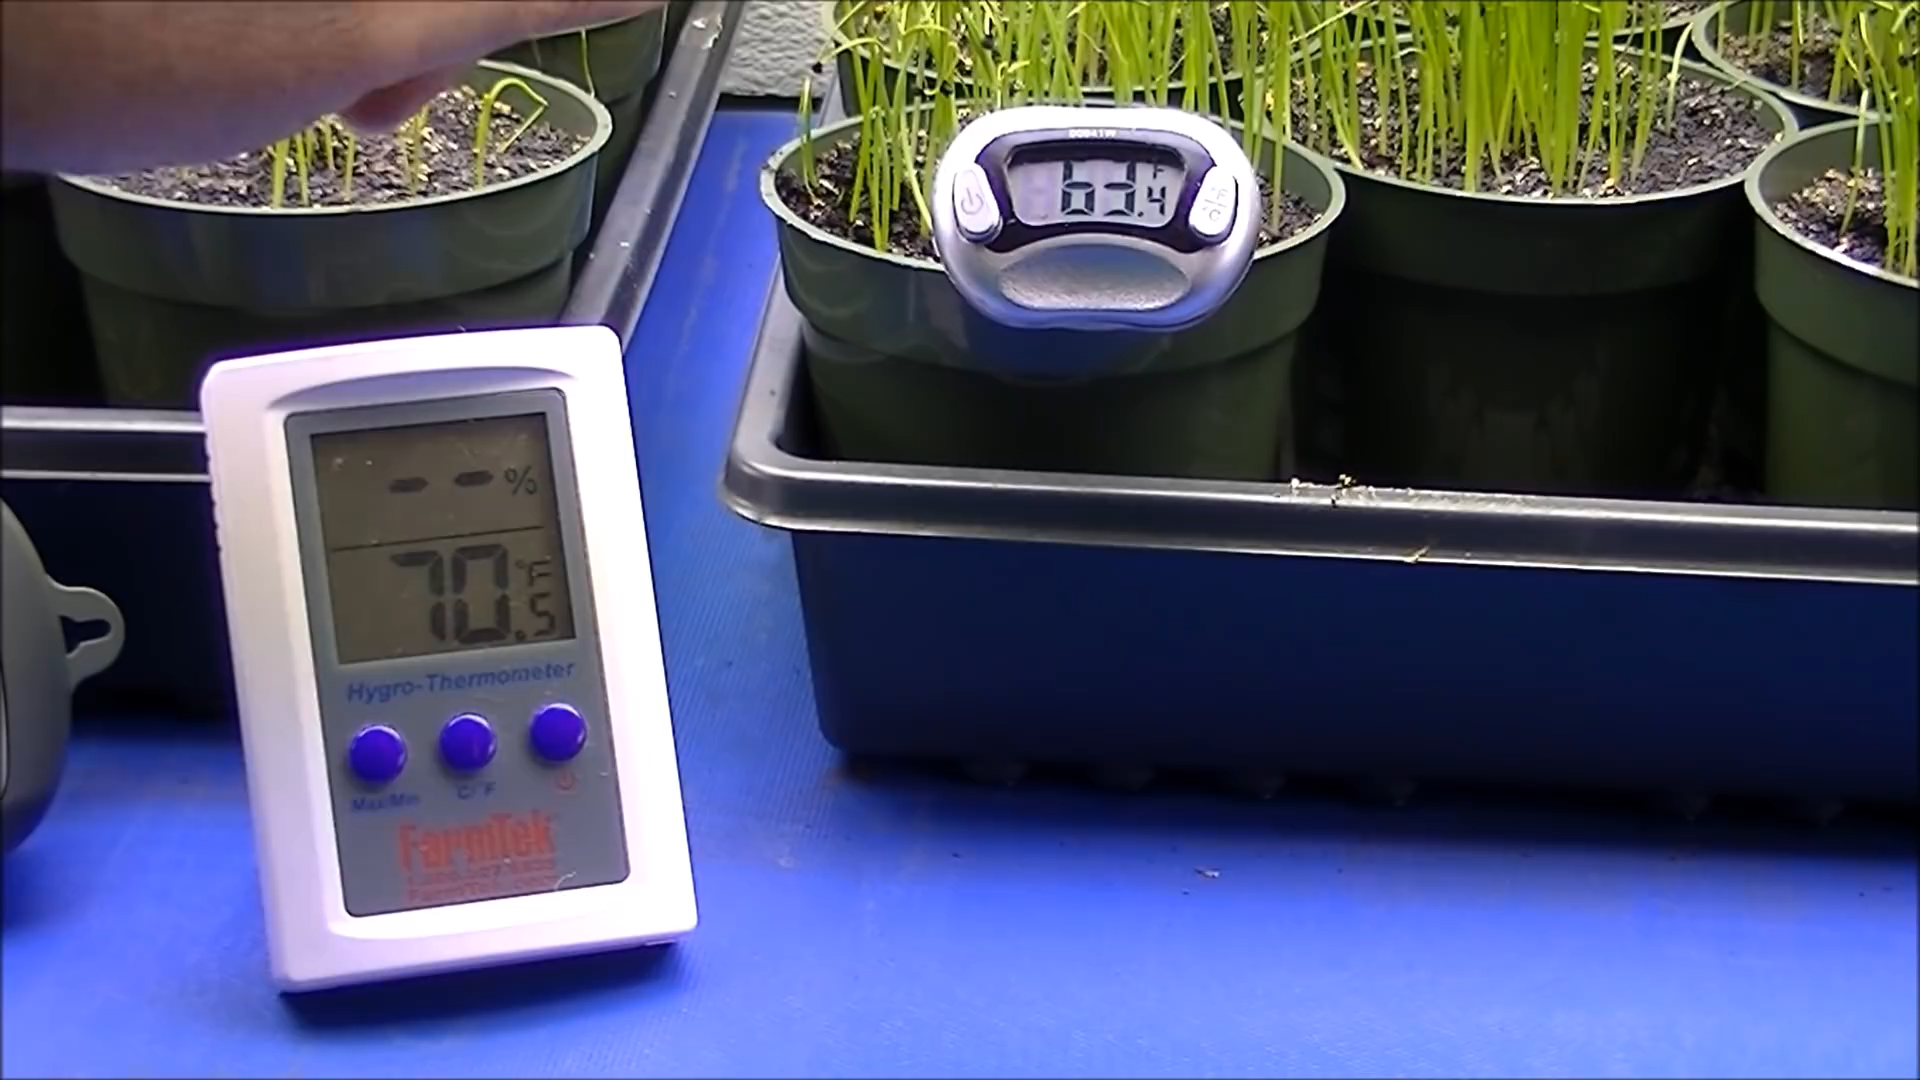 63.4 °F
°C/°F
-- %
70.5 °F
Hygro-Thermometer
Max/Min
C/°F
FarmTek